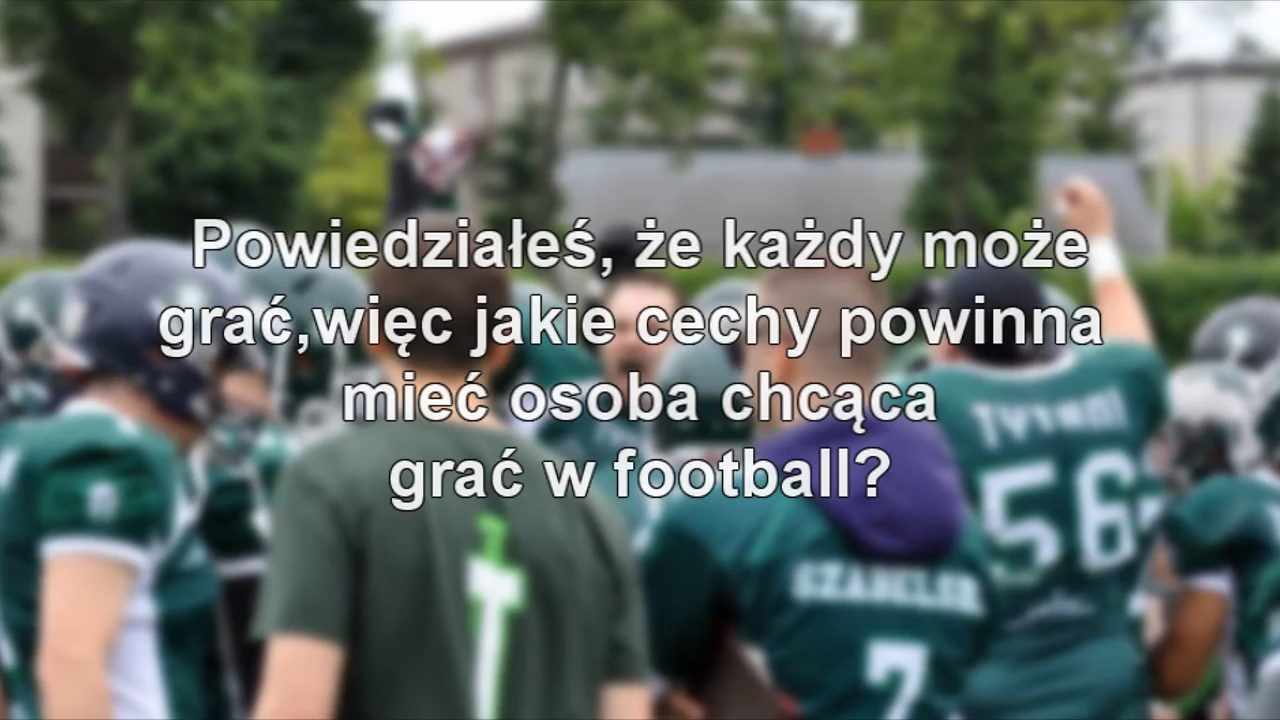 Powiedziałeś, że każdy może
grać,więc jakie cechy powinna
mieć osoba chcąca
grać w football?
56
7